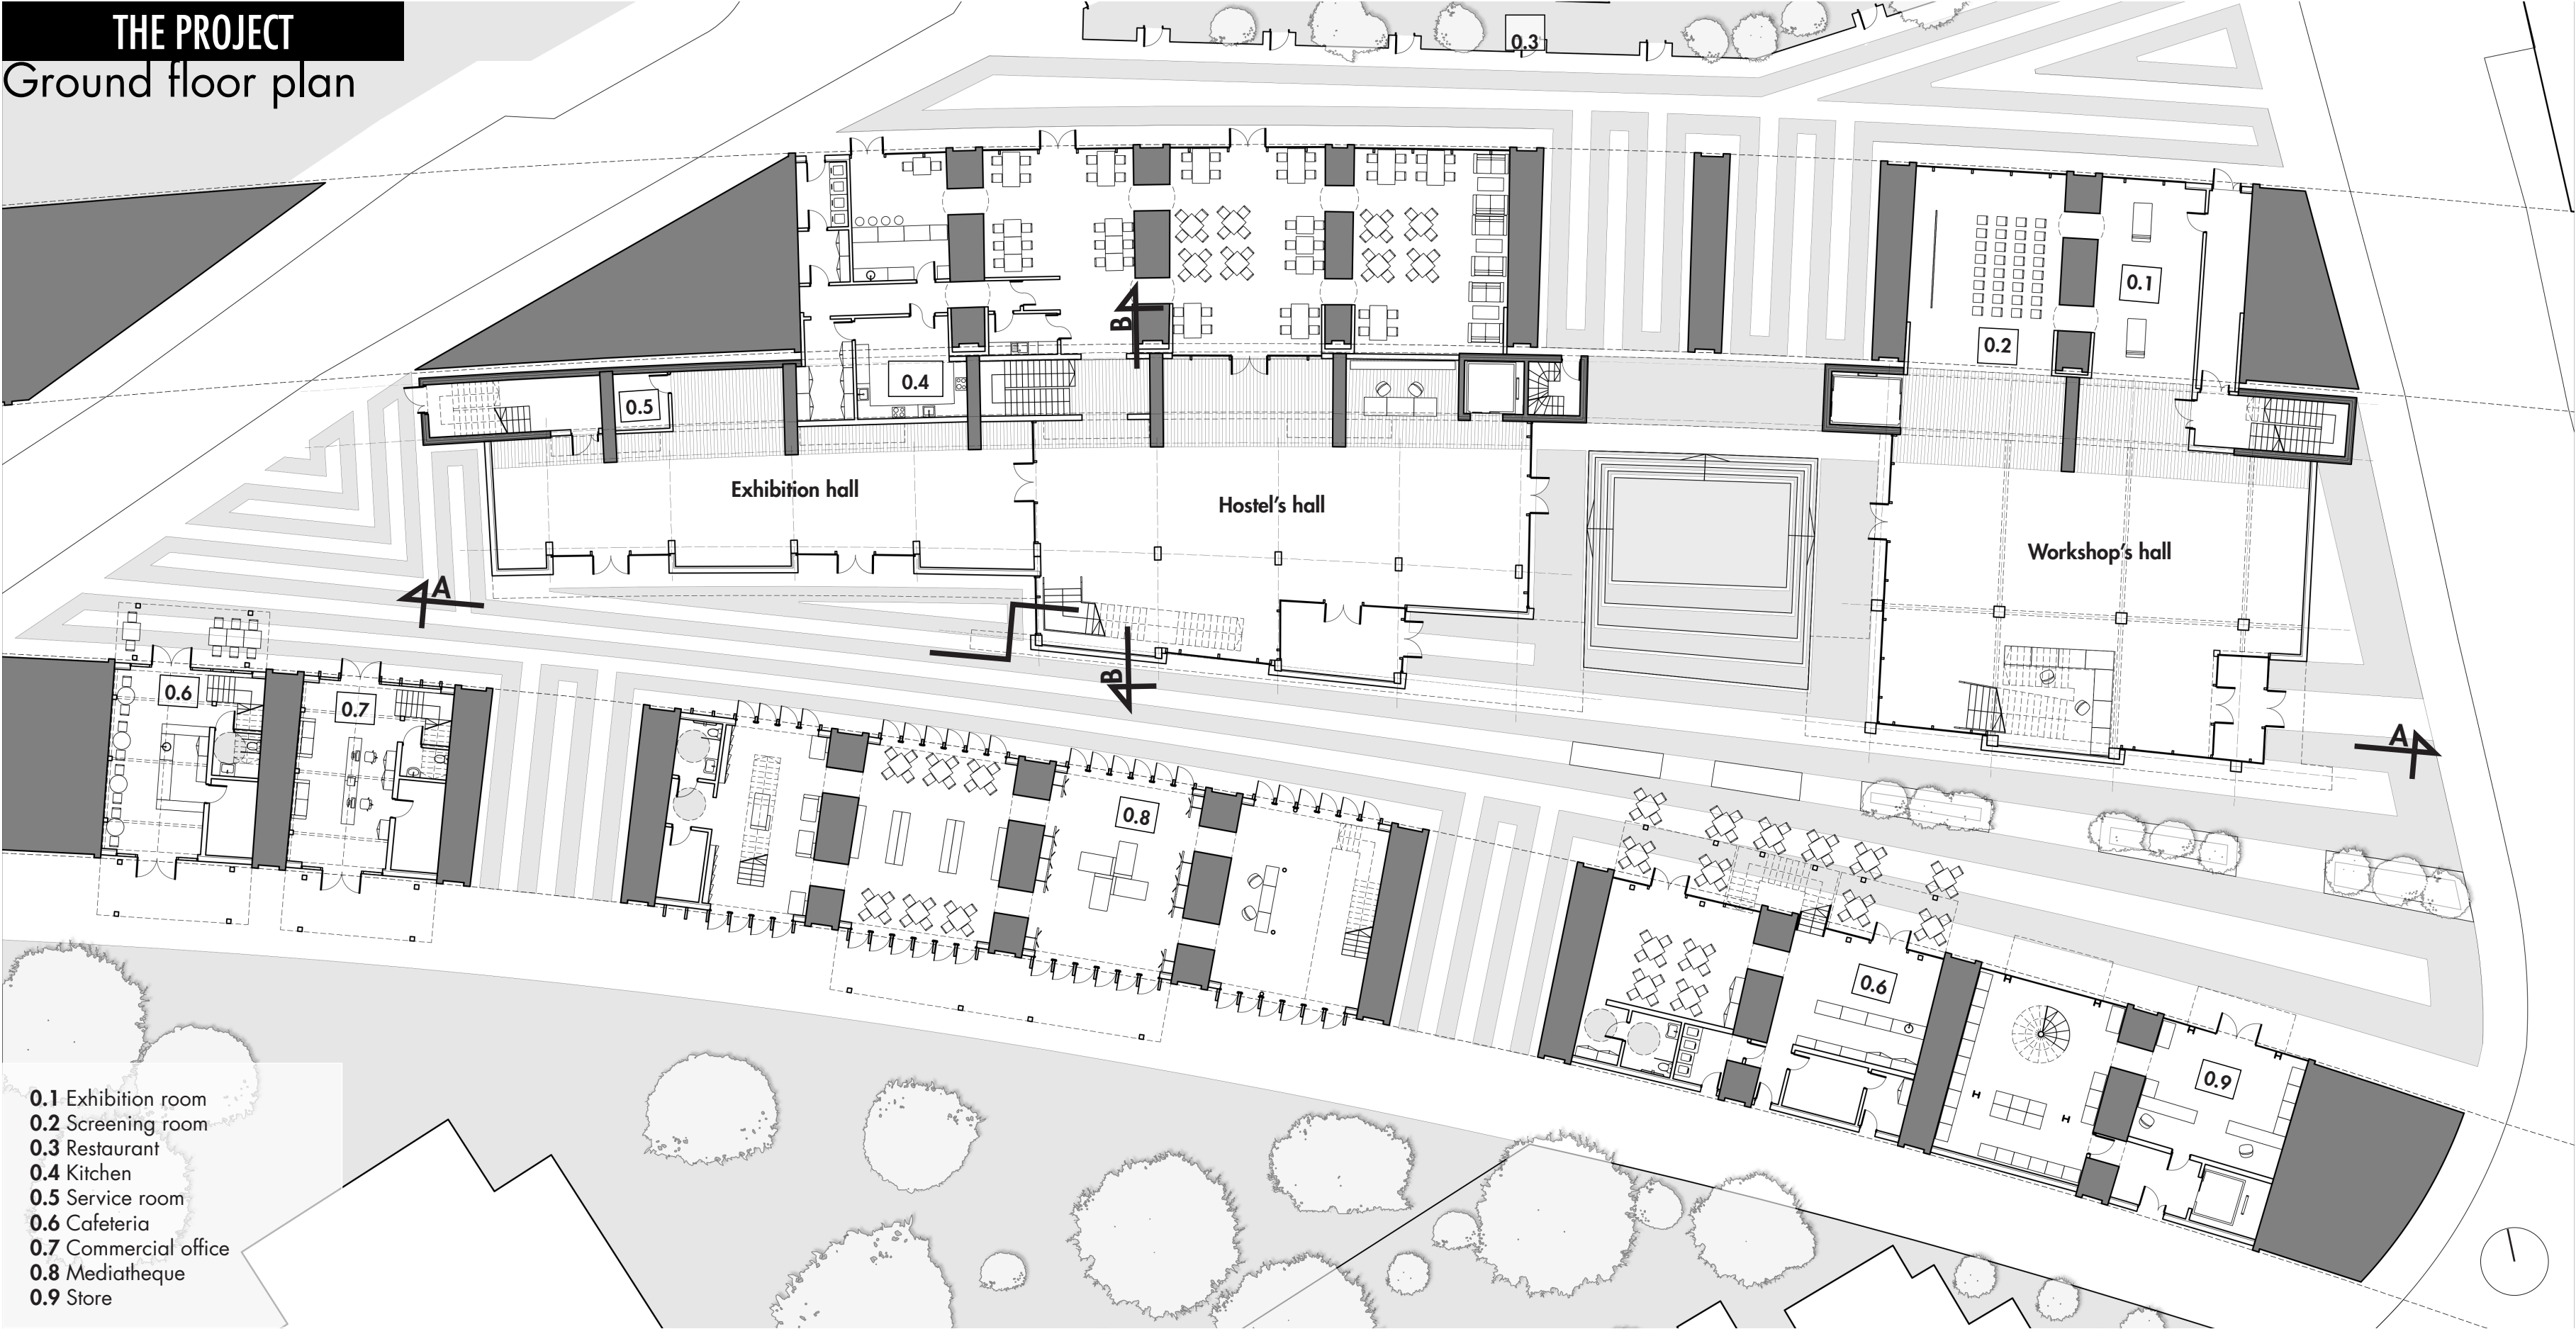 THE PROJECT
Ground floor plan
0.3
0.1
0.2
0.4
0.5
B
Exhibition hall
Hostel's hall
Workshop's hall
A
B
0.6
0.7
A
0.8
0.6
0.9
0.1 Exhibition room
0.2 Screening room
0.3 Restaurant
0.4 Kitchen
0.5 Service room
0.6 Cafeteria
0.7 Commercial office
0.8 Mediatheque
0.9 Store